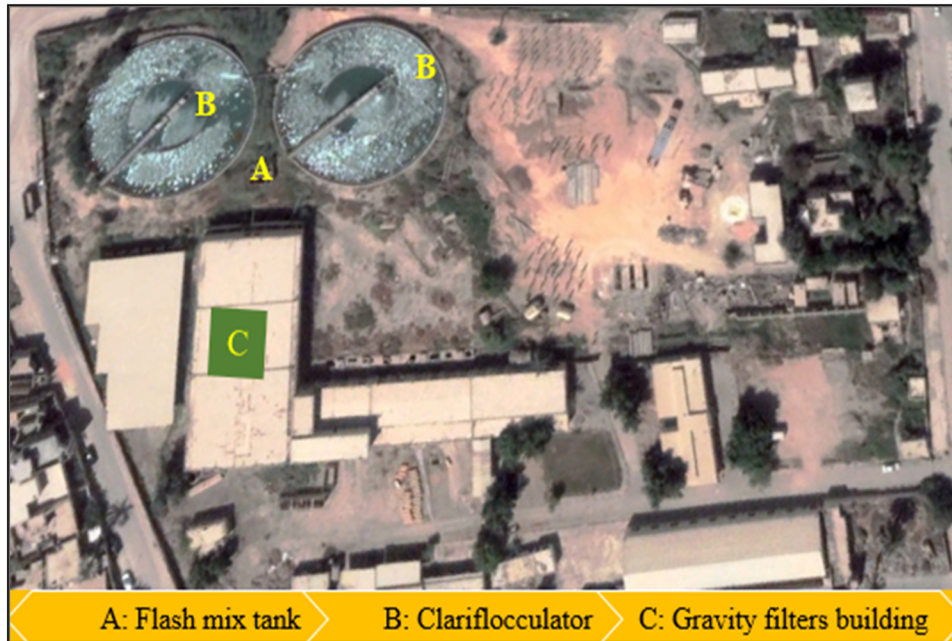 B
B
A
C
A: Flash mix tank
B: Clariflocculator
C: Gravity filters building